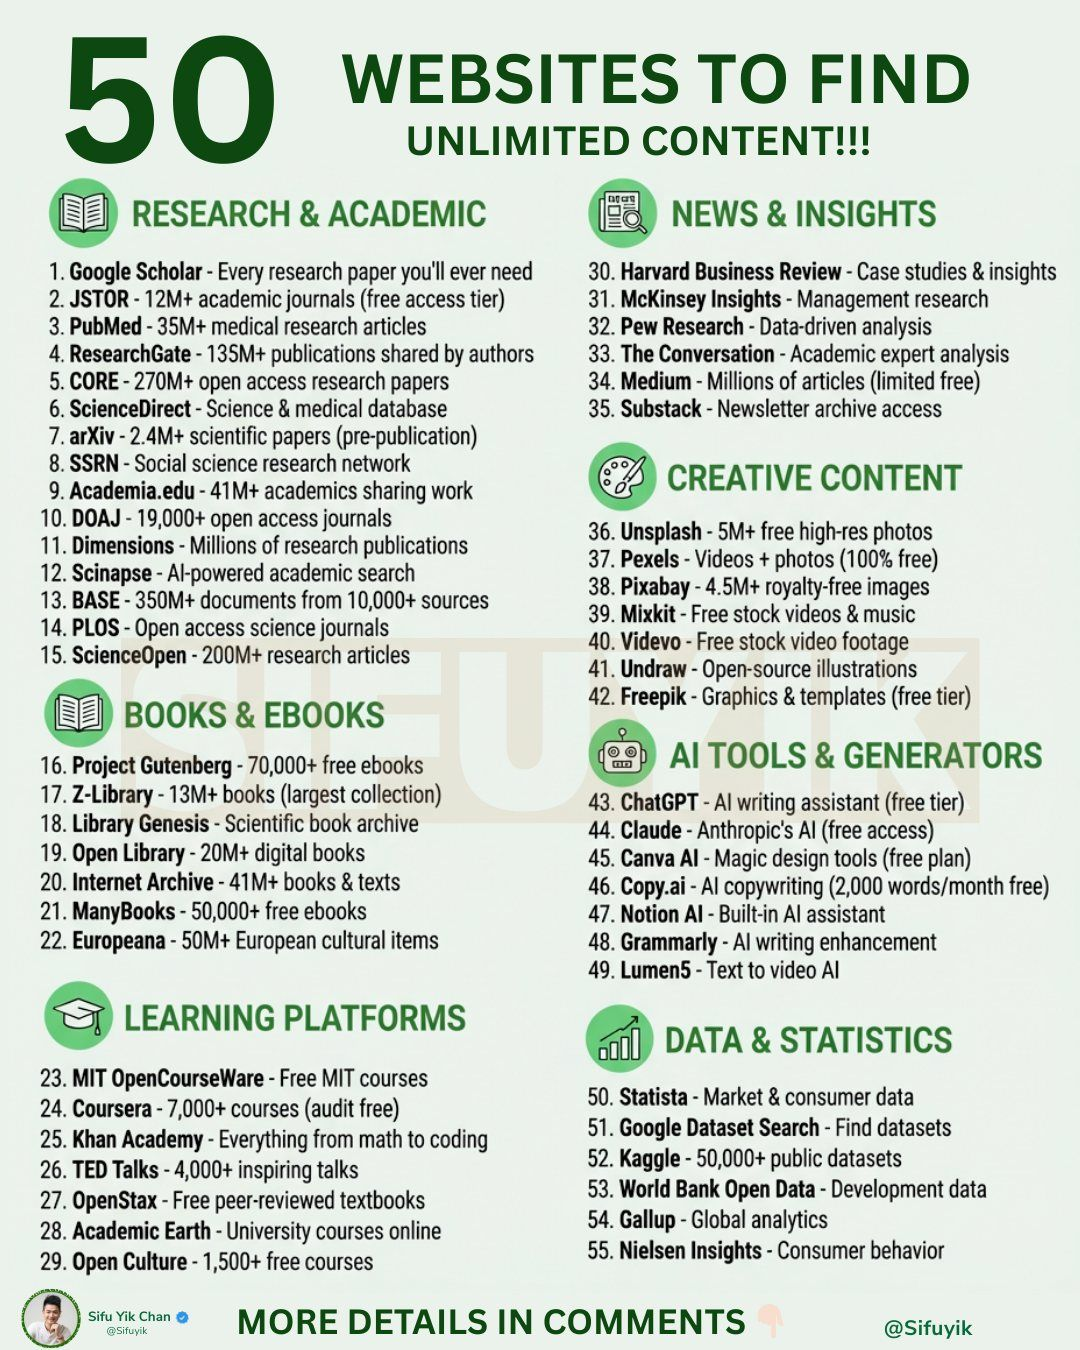 50
WEBSITES TO FIND
UNLIMITED CONTENT!!!
RESEARCH & ACADEMIC
1. Google Scholar - Every research paper you'll ever need
2. JSTOR - 12M+ academic journals (free access tier)
3. PubMed - 35M+ medical research articles
4. ResearchGate - 135M+ publications shared by authors
5. CORE - 270M+ open access research papers
6. ScienceDirect - Science & medical database
7. arXiv - 2.4M+ scientific papers (pre-publication)
8. SSRN - Social science research network
9. Academia.edu - 41M+ academics sharing work
10. DOAJ - 19,000+ open access journals
11. Dimensions - Millions of research publications
12. Scinapse - AI-powered academic search
13. BASE - 350M+ documents from 10,000+ sources
14. PLOS - Open access science journals
15. ScienceOpen - 200M+ research articles
BOOKS & EBOOKS
16. Project Gutenberg - 70,000+ free ebooks
17. Z-Library - 13M+ books (largest collection)
18. Library Genesis - Scientific book archive
19. Open Library - 20M+ digital books
20. Internet Archive - 41M+ books & texts
21. ManyBooks - 50,000+ free ebooks
22. Europeana - 50M+ European cultural items
LEARNING PLATFORMS
23. MIT OpenCourseWare - Free MIT courses
24. Coursera - 7,000+ courses (audit free)
25. Khan Academy - Everything from math to coding
26. TED Talks - 4,000+ inspiring talks
27. OpenStax - Free peer-reviewed textbooks
28. Academic Earth - University courses online
29. Open Culture - 1,500+ free courses
NEWS & INSIGHTS
30. Harvard Business Review - Case studies & insights
31. McKinsey Insights - Management research
32. Pew Research - Data-driven analysis
33. The Conversation - Academic expert analysis
34. Medium - Millions of articles (limited free)
35. Substack - Newsletter archive access
CREATIVE CONTENT
36. Unsplash - 5M+ free high-res photos
37. Pexels - Videos + photos (100% free)
38. Pixabay - 4.5M+ royalty-free images
39. Mixkit - Free stock videos & music
40. Videvo - Free stock video footage
41. Undraw - Open-source illustrations
42. Freepik - Graphics & templates (free tier)
AI TOOLS & GENERATORS
43. ChatGPT - AI writing assistant (free tier)
44. Claude - Anthropic's AI (free access)
45. Canva AI - Magic design tools (free plan)
46. Copy.ai - AI copywriting (2,000 words/month free)
47. Notion AI - Built-in AI assistant
48. Grammarly - AI writing enhancement
49. Lumen5 - Text to video AI
DATA & STATISTICS
50. Statista - Market & consumer data
51. Google Dataset Search - Find datasets
52. Kaggle - 50,000+ public datasets
53. World Bank Open Data - Development data
54. Gallup - Global analytics
55. Nielsen Insights - Consumer behavior
SIFUYIK
Sifu Yik Chan
@Sifuyik
MORE DETAILS IN COMMENTS
@Sifuyik